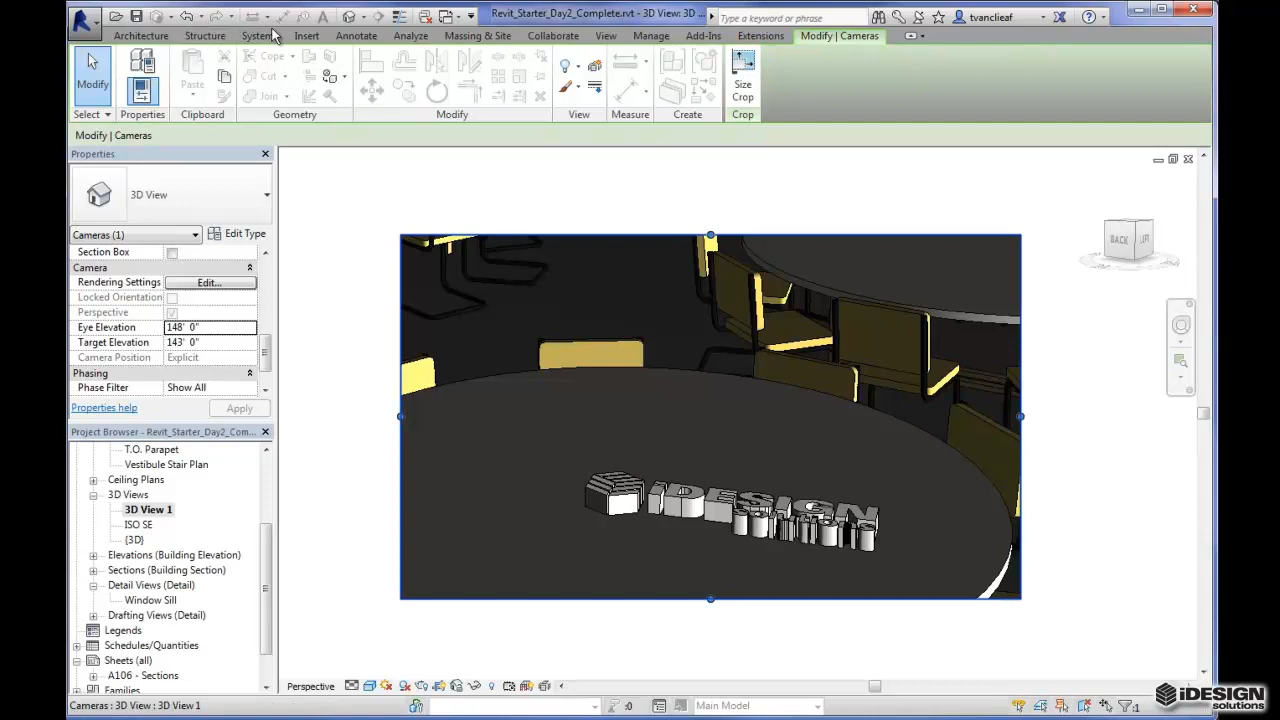 Revit_Starter_Day2_Complete.rvt - 3D View: 3D ...
Type a keyword or phrase
tvanclieaf
Architecture Structure Systems Insert Annotate Analyze Massing & Site Collaborate View Manage Add-Ins Extensions Modify | Cameras
Modify
Paste
Cope
Cut
Join
Size
Crop
Select Properties Clipboard Geometry Modify View Measure Create Crop
Modify | Cameras
Properties
3D View
Cameras (1)
Edit Type
Section Box
Camera
Rendering Settings Edit...
Locked Orientation
Perspective
Eye Elevation 148' 0"
Target Elevation 143' 0"
Camera Position Explicit
Phasing
Phase Filter Show All
Properties help
Apply
Project Browser - Revit_Starter_Day2_Com...
T.O. Parapet
Vestibule Stair Plan
Ceiling Plans
3D Views
3D View 1
ISO SE
{3D}
Elevations (Building Elevation)
Sections (Building Section)
Detail Views (Detail)
Window Sill
Drafting Views (Detail)
Legends
Schedules/Quantities
Sheets (all)
A106 - Sections
Families
BACK
iDESIGN
solutions
Perspective
Cameras : 3D View : 3D View 1
:0
Main Model
:1
iDESIGN
solutions